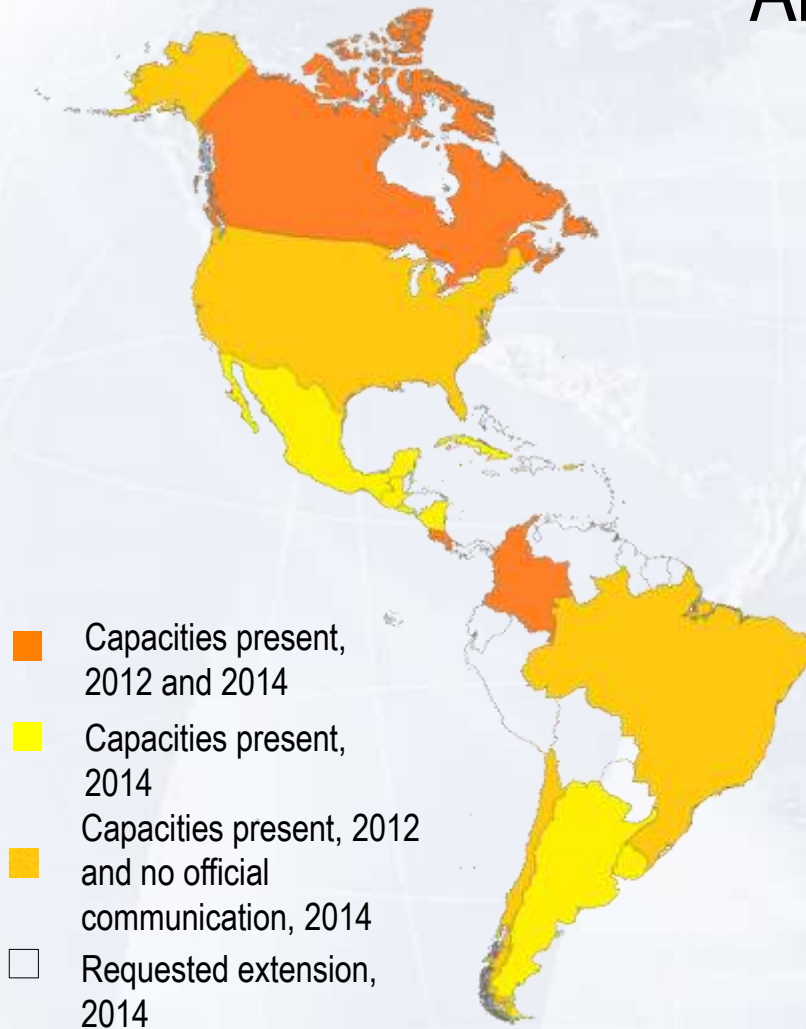 Capacities present,
2012 and 2014
Capacities present,
2014
Capacities present, 2012
and no official
communication, 2014
Requested extension,
2014